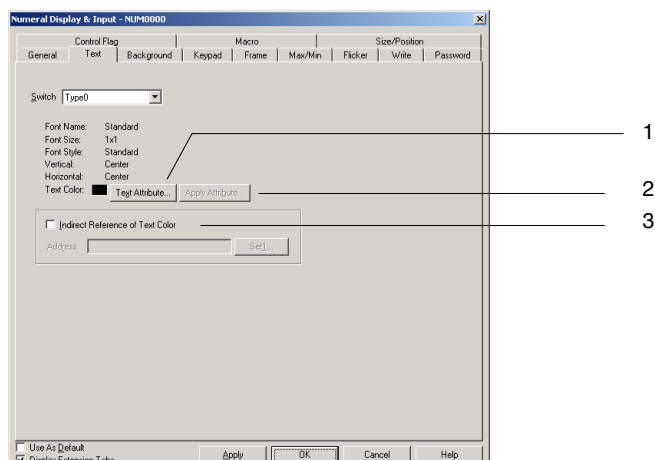 Numeral Display & Input - NUM0000
Control Flag Macro Size/Position
General Text Background Keypad Frame Max/Min Flicker Write Password
Switch Type0
Font Name: Standard
Font Size: 1x1
Font Style: Standard
Vertical: Center
Horizontal: Center
Text Color: Text Attribute... Apply Attribute...
Indirect Reference of Text Color
Address Set1...
1
2
3
Use As Default
Display Extension Tabs
Apply OK Cancel Help